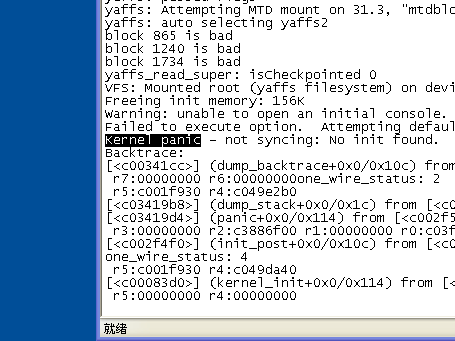 yaffs: Attempting MTD mount on 31.3, "mtdblo
yaffs: auto selecting yaffs2
block 865 is bad
block 1240 is bad
block 1734 is bad
yaffs_read_super: isCheckpointed 0
VFS: Mounted root (yaffs filesystem) on devi
Freeing init memory: 156K
Warning: unable to open an initial console.
Failed to execute option.  Attempting defaul
Kernel panic - not syncing: No init found.
Backtrace:
[<c00341cc>] (dump_backtrace+0x0/0x10c) from
r7:00000000 r6:00000000one_wire_status: 2
r5:c001f930 r4:c049e2b0
[<c03419b8>] (dump_stack+0x0/0x1c) from [<c0
[<c03419d4>] (panic+0x0/0x114) from [<c002f5
r3:00000000 r2:c3886f00 r1:00000000 r0:c03f
[<c002f4f0>] (init_post+0x0/0x10c) from [<c0
one_wire_status: 4
r5:c001f930 r4:c049da40
[<c00083d0>] (kernel_init+0x0/0x114) from [<
r5:00000000 r4:00000000
就绪